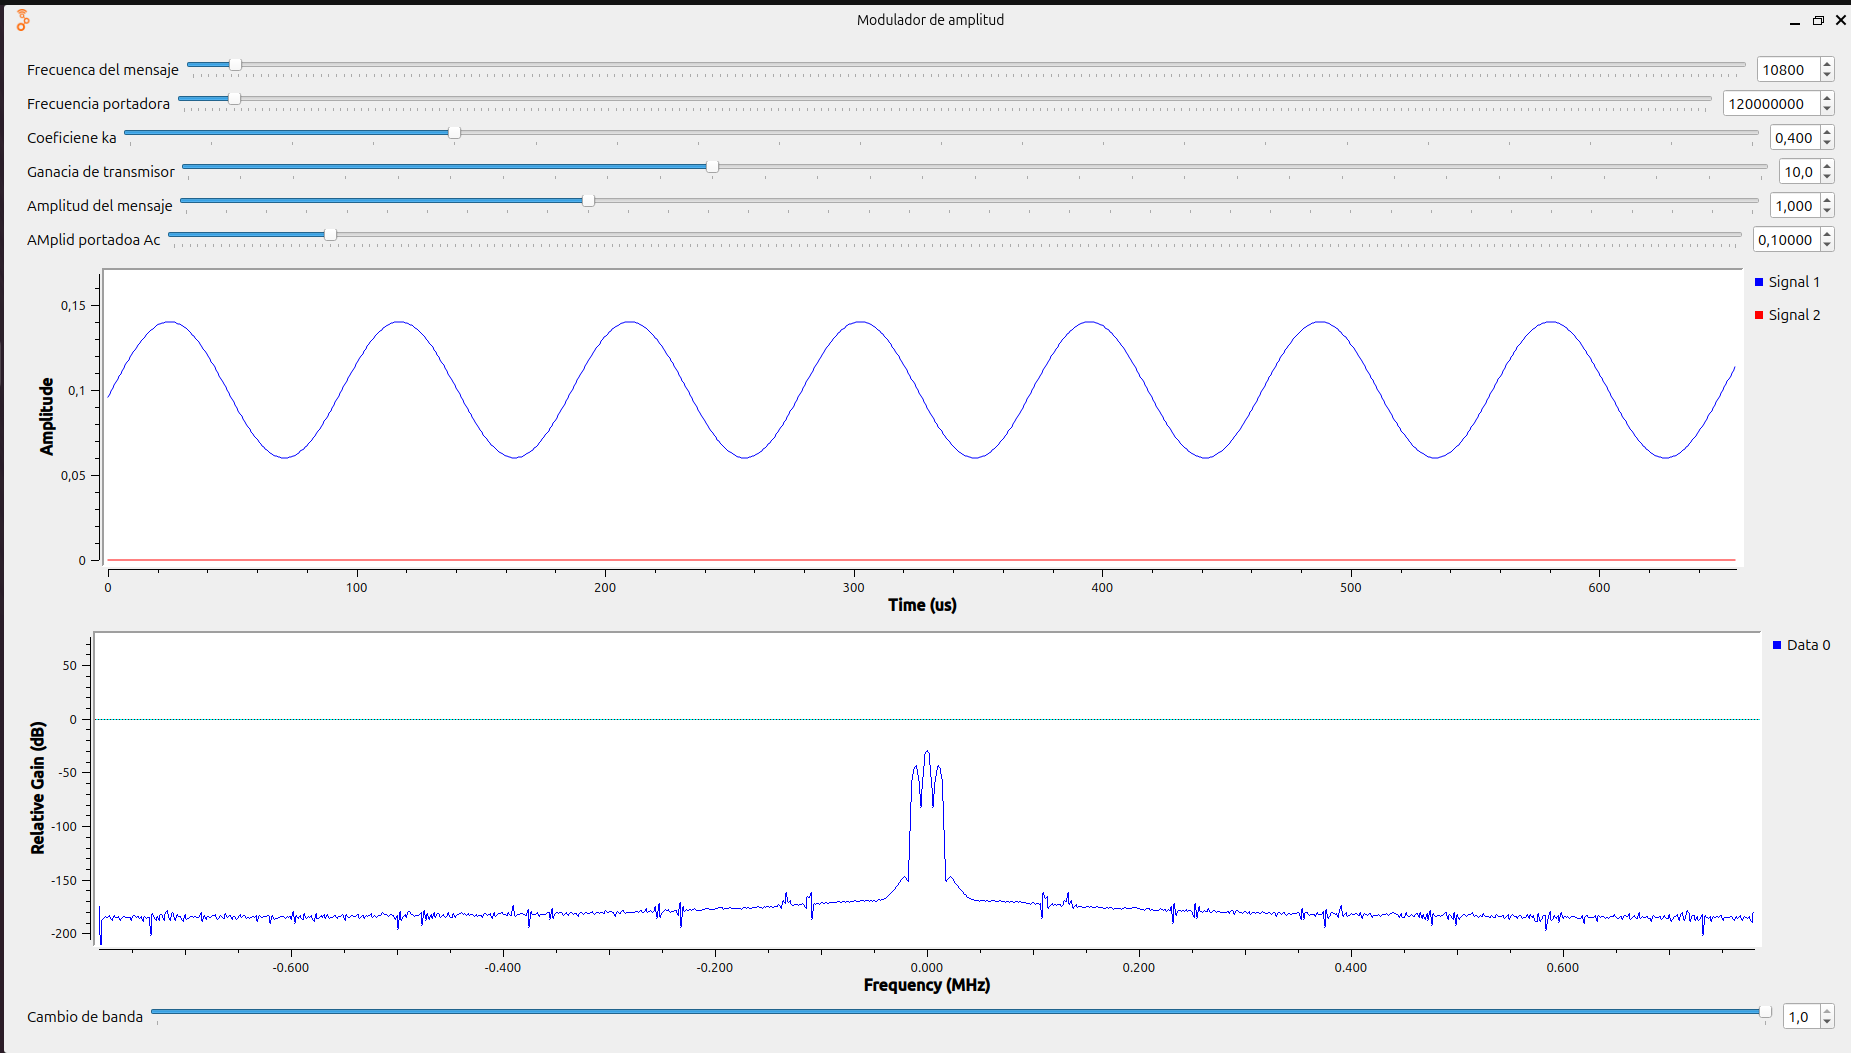 Modulador de amplitud
Frecuenca del mensaje 10800
Frecuencia portadora 120000000
Coeficiene ka 0,400
Ganacia de transmisor 10,0
Amplitud del mensaje 1,000
AMplid portadoa Ac 0,10000
Signal 1
Signal 2
Amplitude
0,15
0,1
0,05
0
0 100 200 300 400 500 600
Time (us)
Data 0
Relative Gain (dB)
50
0
-50
-100
-150
-200
-0.600 -0.400 -0.200 0.000 0.200 0.400 0.600
Frequency (MHz)
Cambio de banda 1,0